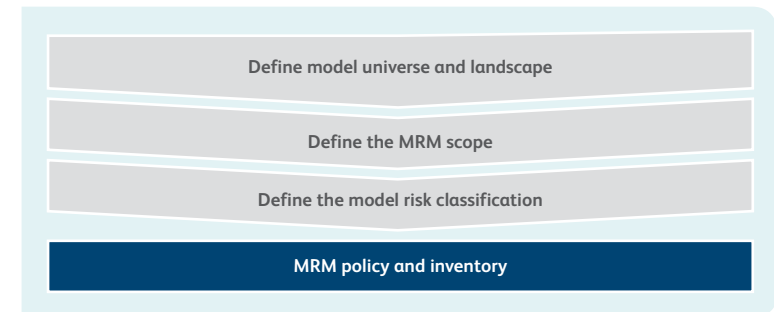 Define model universe and landscape
Define the MRM scope
Define the model risk classification
MRM policy and inventory